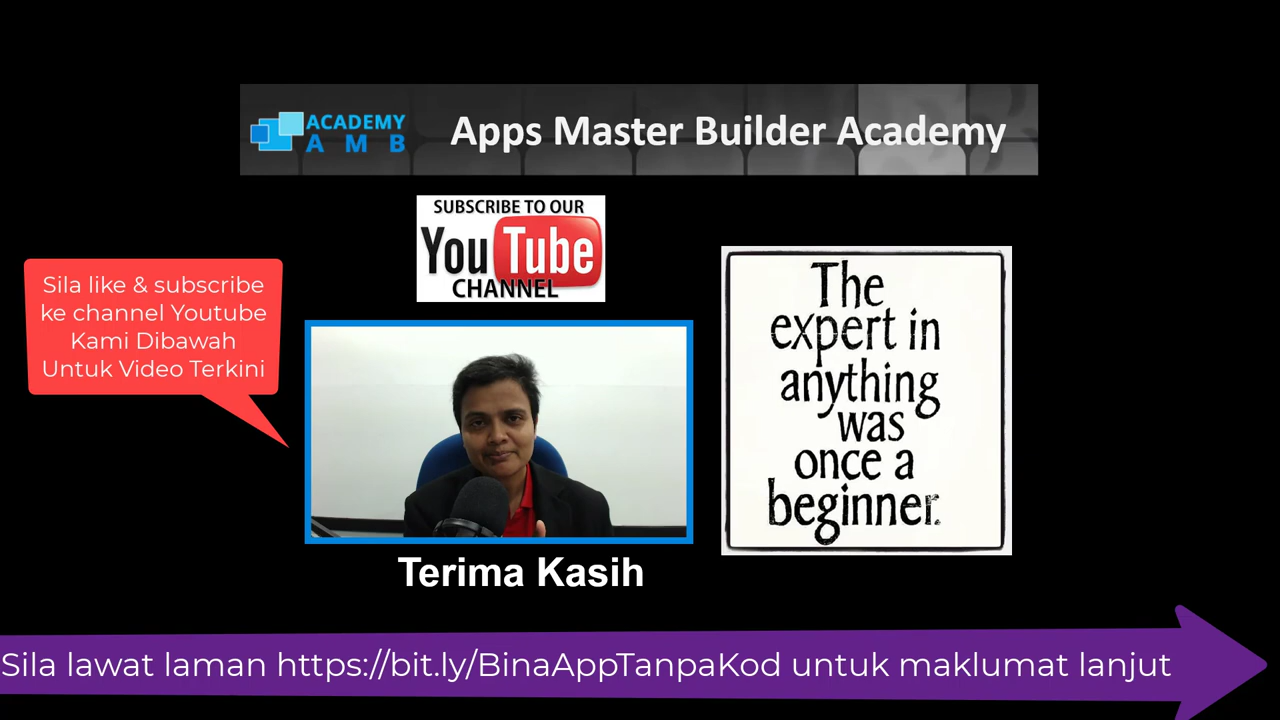 ACADEMY
A M B
Apps Master Builder Academy
SUBSCRIBE TO OUR
YouTube
CHANNEL
Sila like & subscribe
ke channel Youtube
Kami Dibawah
Untuk Video Terkini
The
expert in
anything
was
once a
beginner.
Terima Kasih
Sila lawat laman https://bit.ly/BinaAppTanpaKod untuk maklumat lanjut